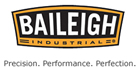 BAILEIGH
INDUSTRIAL
Precision. Performance. Perfection.